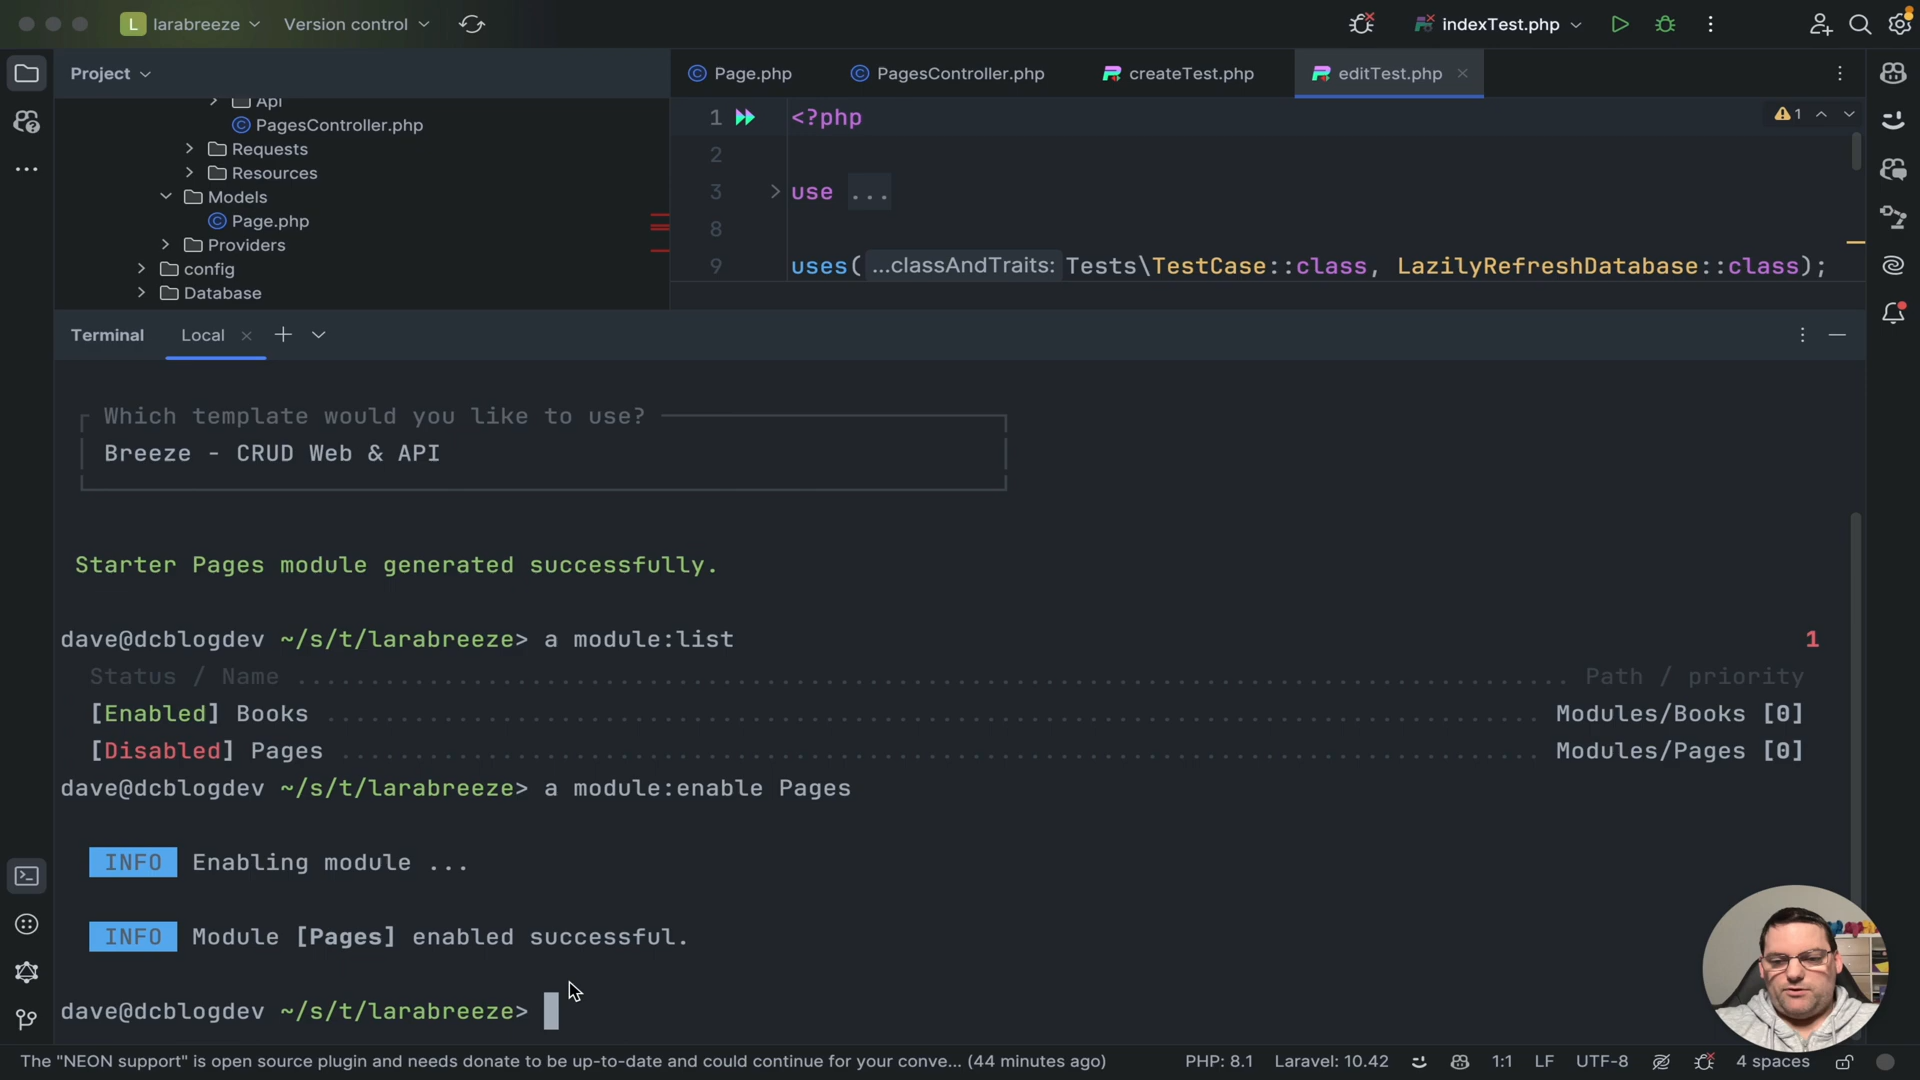 L larabreeze Version control indexTest.php
Project
Page.php PagesController.php createTest.php editTest.php
Api
PagesController.php
Requests
Resources
Models
Page.php
Providers
config
Database
1 <?php
1
2
3 use ...
8
9 uses( ...classAndTraits: Tests\TestCase::class, LazilyRefreshDatabase::class);
Terminal Local
Which template would you like to use?
Breeze - CRUD Web & API
Starter Pages module generated successfully.
dave@dcblogdev ~/s/t/larabreeze> a module:list 1
Status / Name ........ Path / priority
[Enabled] Books ........ Modules/Books [0]
[Disabled] Pages ........ Modules/Pages [0]
dave@dcblogdev ~/s/t/larabreeze> a module:enable Pages
INFO Enabling module ...
INFO Module [Pages] enabled successful.
dave@dcblogdev ~/s/t/larabreeze>
The "NEON support" is open source plugin and needs donate to be up-to-date and could continue for your conve... (44 minutes ago) PHP: 8.1 Laravel: 10.42 1:1 LF UTF-8 4 spaces